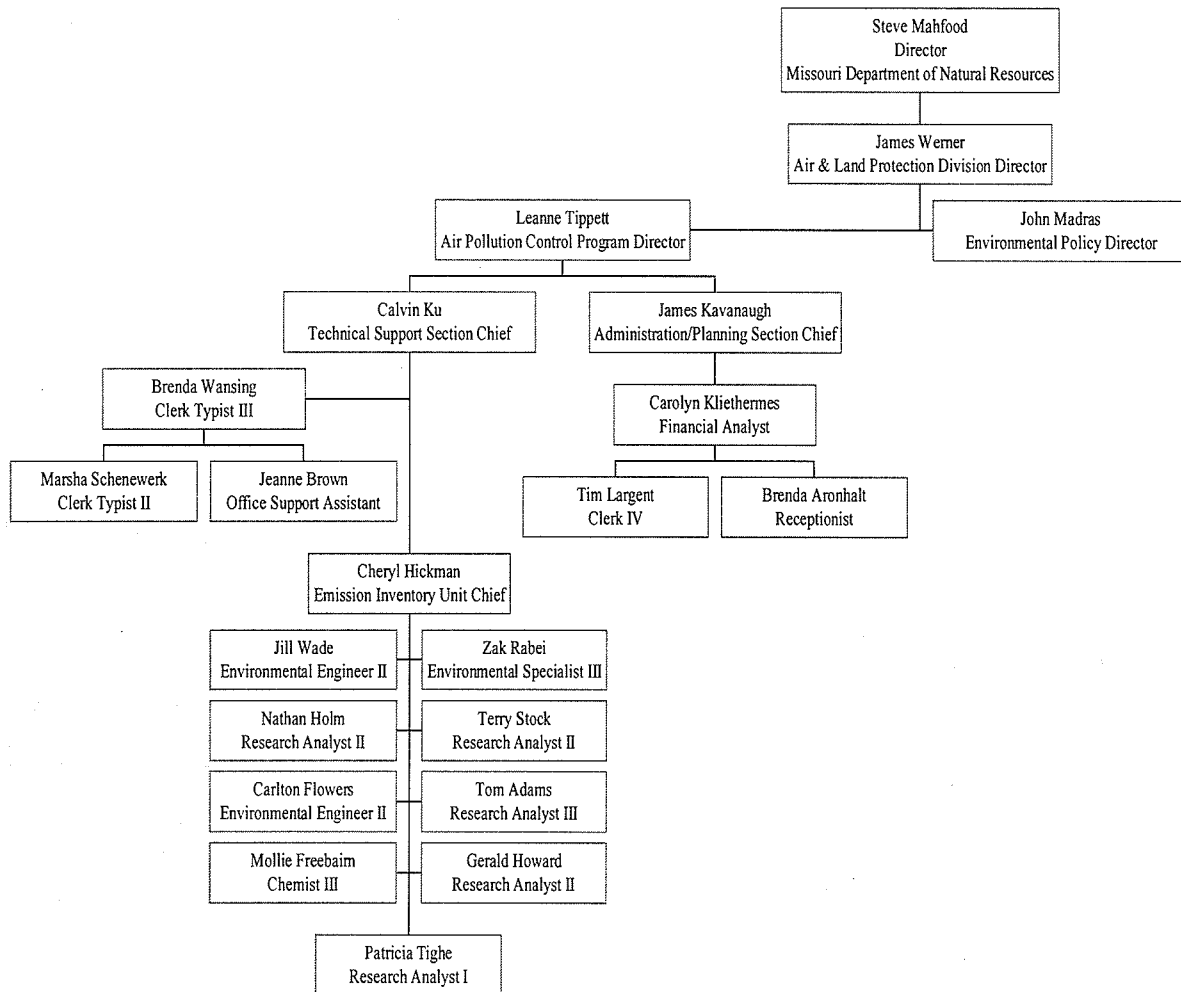 Steve Mahfood
Director
Missouri Department of Natural Resources
James Werner
Air & Land Protection Division Director
Leanne Tippett
Air Pollution Control Program Director
John Madras
Environmental Policy Director
Calvin Ku
Technical Support Section Chief
James Kavanaugh
Administration/Planning Section Chief
Brenda Wansing
Clerk Typist III
Carolyn Kliethermes
Financial Analyst
Marsha Schenewerk
Clerk Typist II
Jeanne Brown
Office Support Assistant
Tim Largent
Clerk IV
Brenda Aronhalt
Receptionist
Cheryl Hickman
Emission Inventory Unit Chief
Jill Wade
Environmental Engineer II
Zak Rabei
Environmental Specialist III
Nathan Holm
Research Analyst II
Terry Stock
Research Analyst II
Carlton Flowers
Environmental Engineer II
Tom Adams
Research Analyst III
Mollie Freebairn
Chemist III
Gerald Howard
Research Analyst II
Patricia Tighe
Research Analyst I